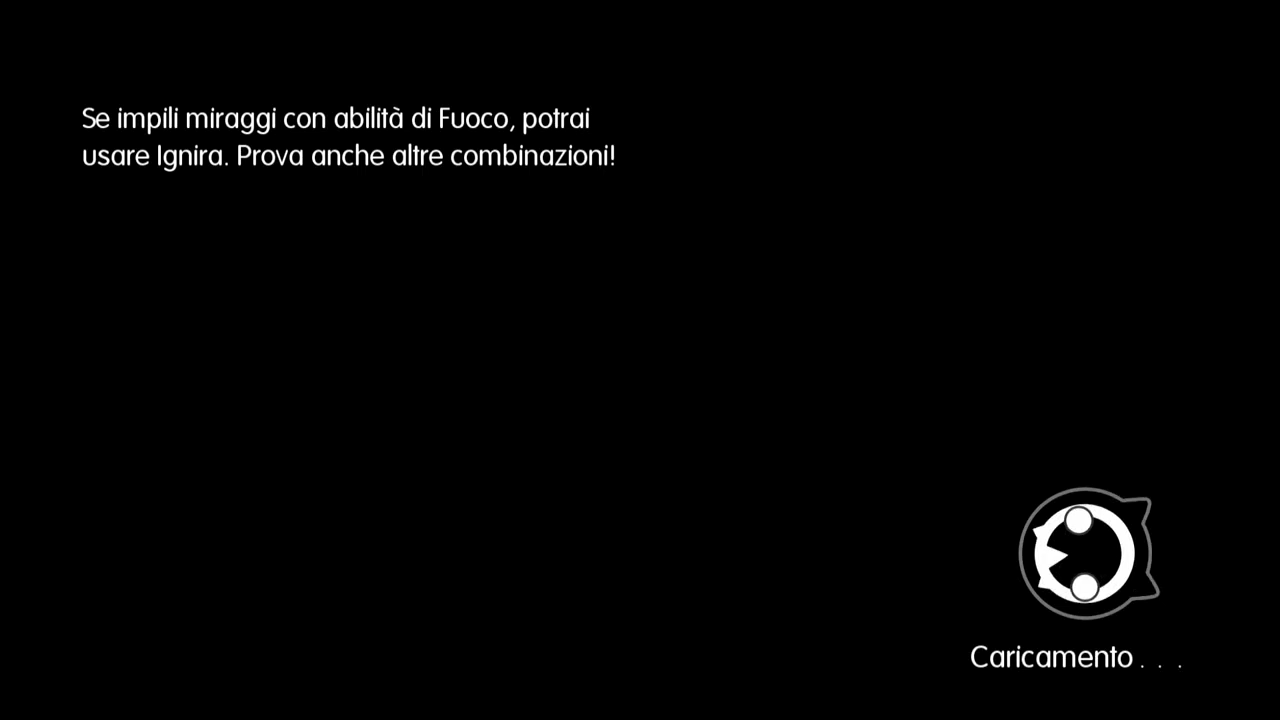 Se impili miraggi con abilità di Fuoco, potrai
usare Ignira. Prova anche altre combinazioni!
Caricamento . . .